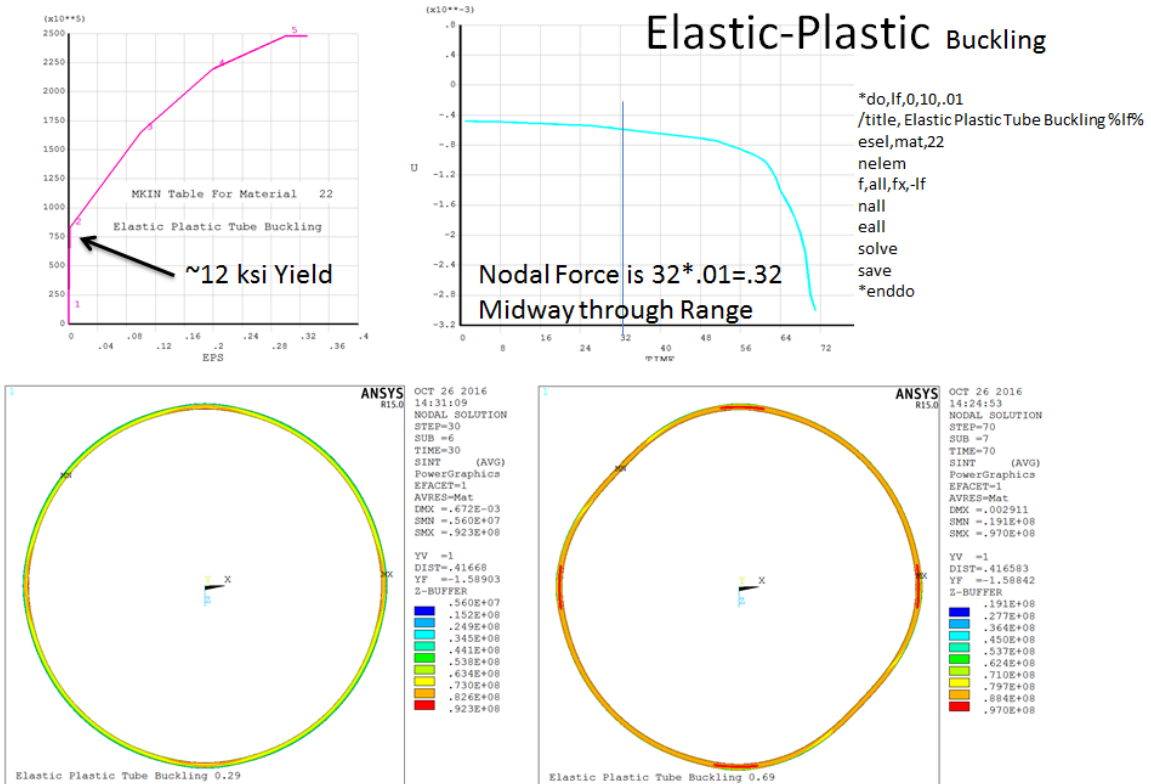 Elastic-Plastic Buckling
(x10**5)
2500
2250
2000
1750
1500
1250
1000
750
500
250
0
5
4
3
2
1
MKIN Table For Material 22
Elastic Plastic Tube Buckling
~12 ksi Yield
0 .08 .16 .2 .24 .32 .4
.04 .12 .2 .28 .36
EPS
(x10**-3)
.8
.4
0
-.4
-.8
-1.2
-1.6
-2
-2.4
-2.8
-3.2
U
Nodal Force is 32*.01=.32
Midway through Range
0 16 32 48 64
8 24 40 56 72
TIME
*do,lf,0,10,.01
/title, Elastic Plastic Tube Buckling %lf%
esel,mat,22
nelem
f,all,fx,-lf
nall
eall
solve
save
*enddo
1
ANSYS
R15.0
MN
MX
Y
X
Elastic Plastic Tube Buckling 0.29
OCT 26 2016
14:31:09
NODAL SOLUTION
STEP=30
SUB =6
TIME=30
SINT (AVG)
PowerGraphics
EFACET=1
AVRES=Mat
DMX =.672E-03
SMN =.560E+07
SMX =.923E+08
YV =1
DIST=.41668
YF =-1.58903
Z-BUFFER
.560E+07
.152E+08
.249E+08
.345E+08
.441E+08
.538E+08
.634E+08
.730E+08
.826E+08
.923E+08
1
ANSYS
R15.0
MN
MX
Y
X
Elastic Plastic Tube Buckling 0.69
OCT 26 2016
14:24:53
NODAL SOLUTION
STEP=70
SUB =7
TIME=70
SINT (AVG)
PowerGraphics
EFACET=1
AVRES=Mat
DMX =.002911
SMN =.191E+08
SMX =.970E+08
YV =1
DIST=.416583
YF =-1.58842
Z-BUFFER
.191E+08
.277E+08
.364E+08
.450E+08
.537E+08
.624E+08
.710E+08
.797E+08
.884E+08
.970E+08